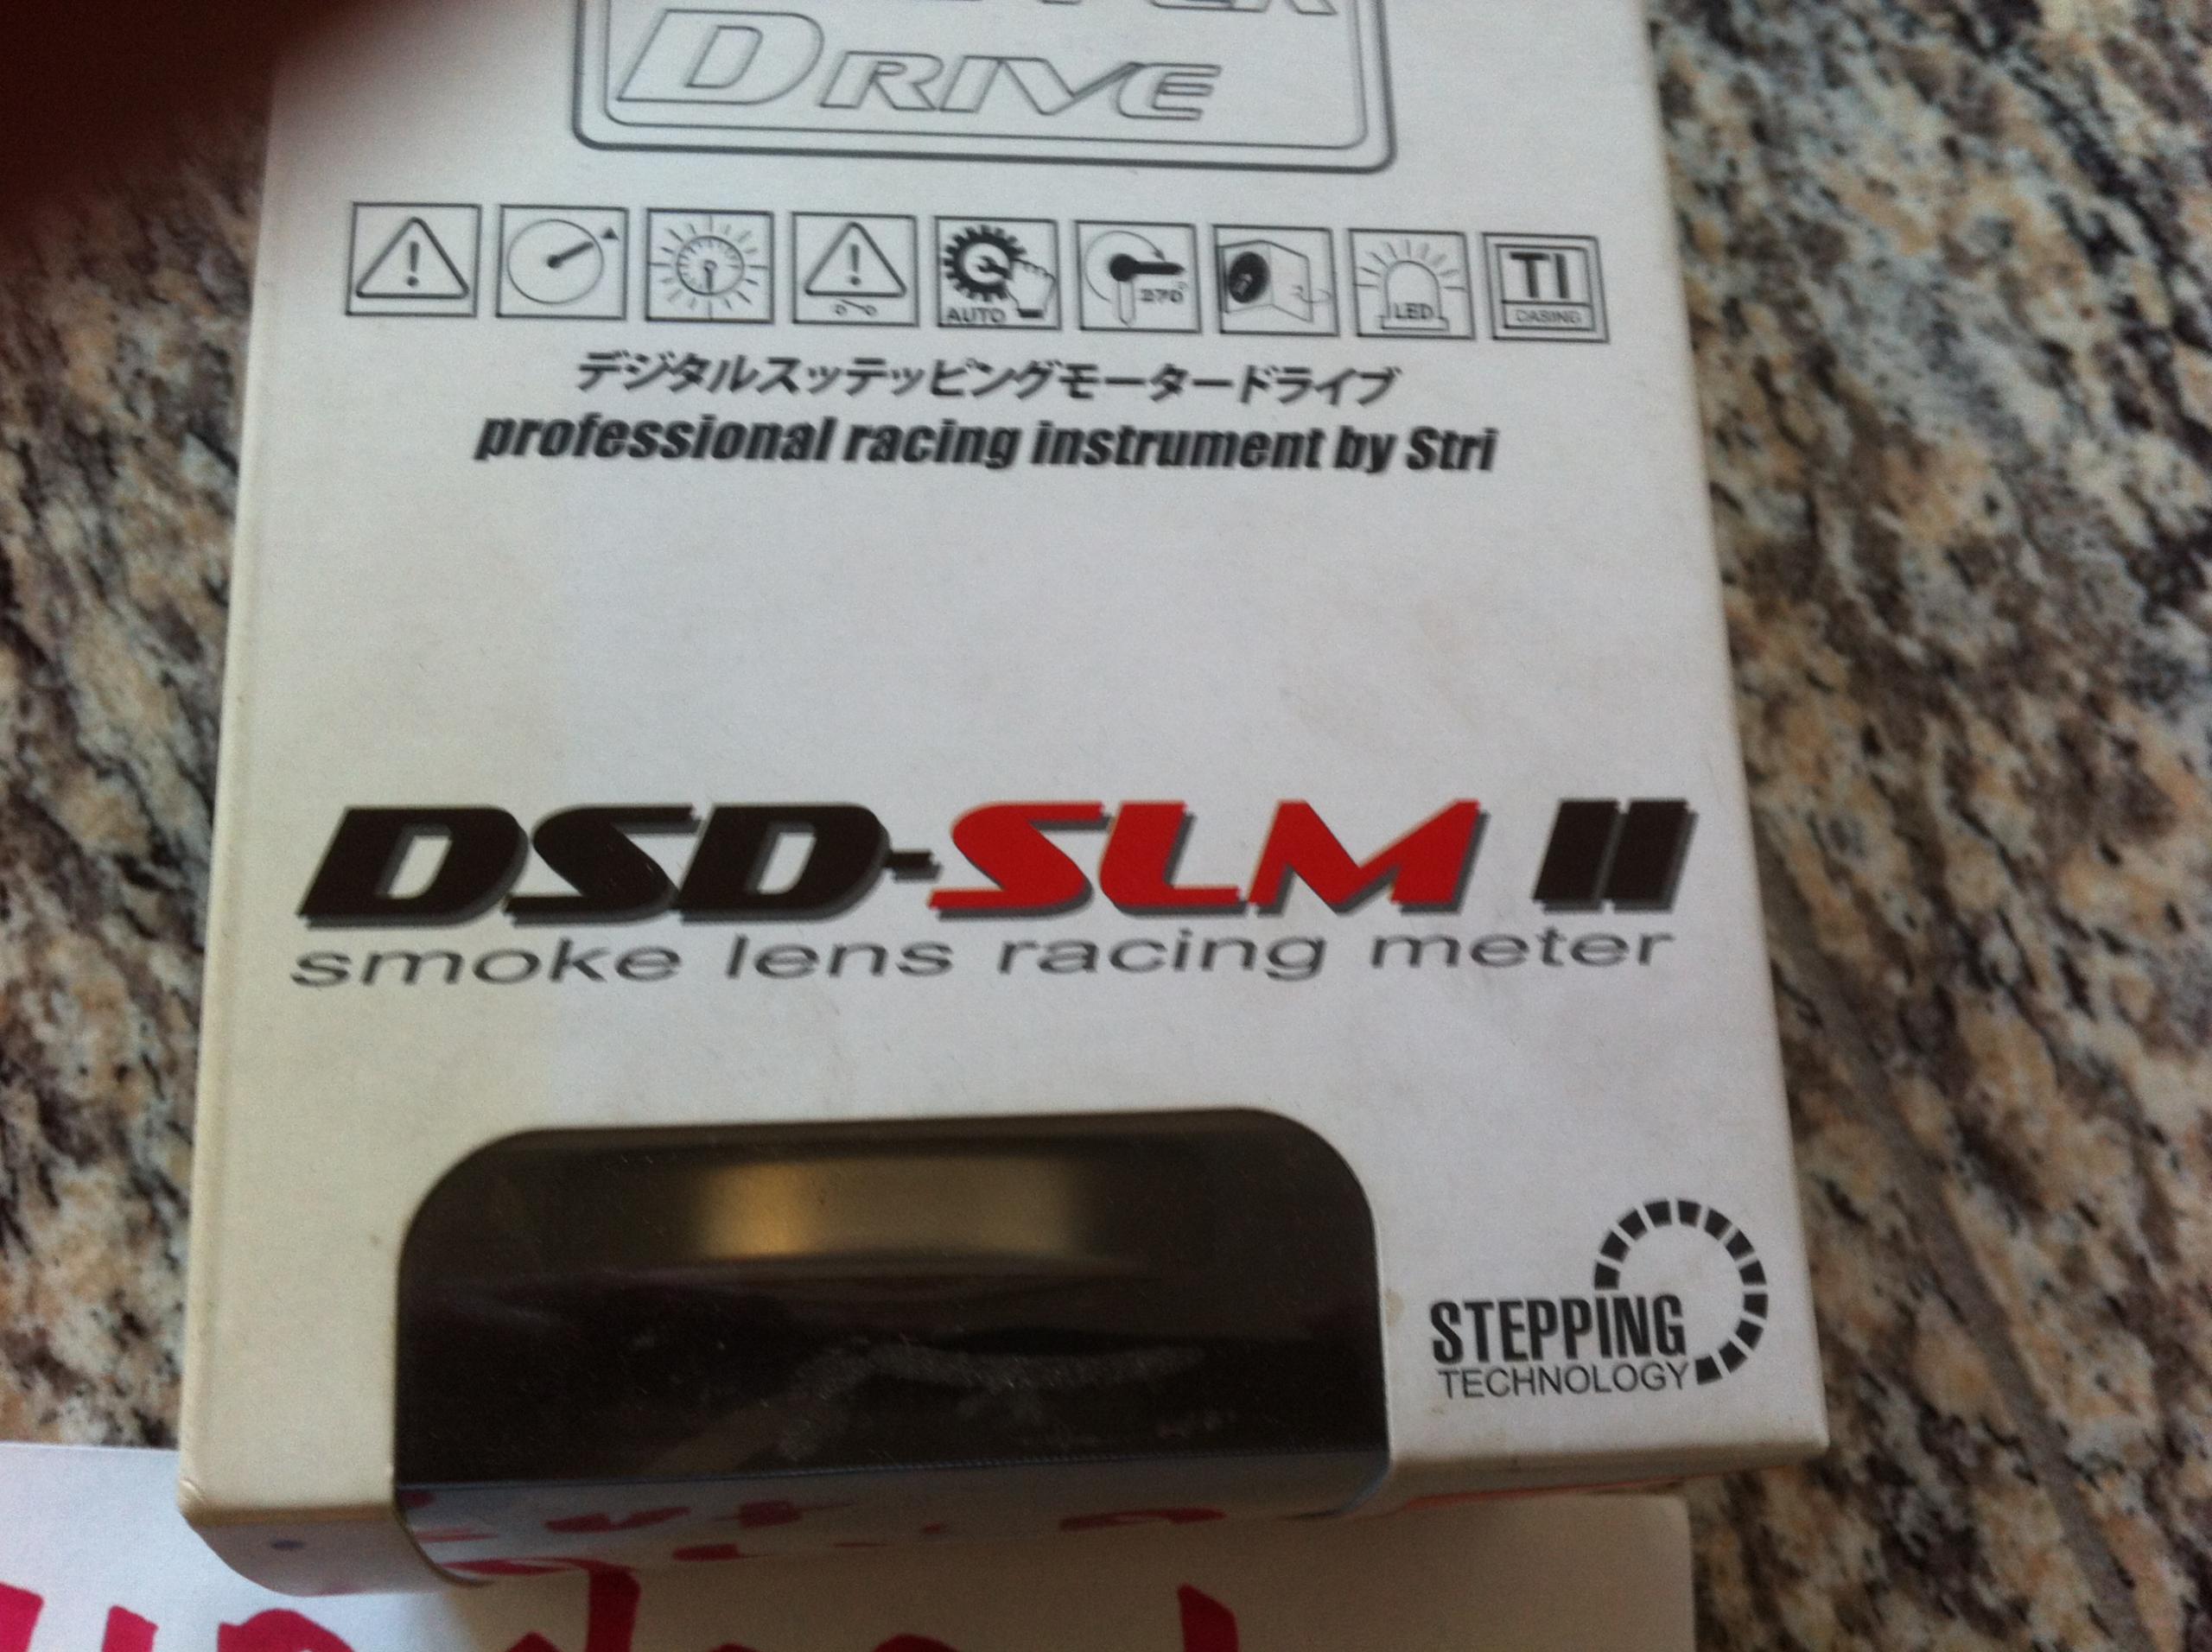 DRIVE
AUTO
270°
LED
TI
CASING
デジタルスッテッピングモータードライブ
professional racing instrument by Stri
DSD-SLM II
smoke lens racing meter
STEPPING
TECHNOLOGY